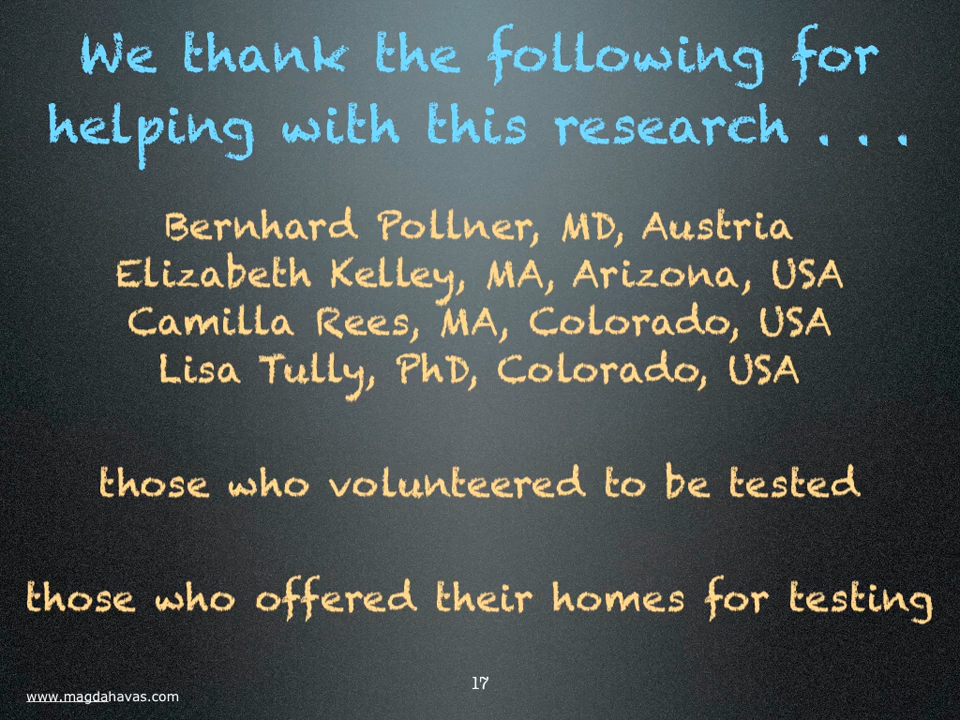 We thank the following for
helping with this research . . .
Bernhard Pollner, MD, Austria
Elizabeth Kelley, MA, Arizona, USA
Camilla Rees, MA, Colorado, USA
Lisa Tully, PhD, Colorado, USA
those who volunteered to be tested
those who offered their homes for testing
17
www.magdahavas.com